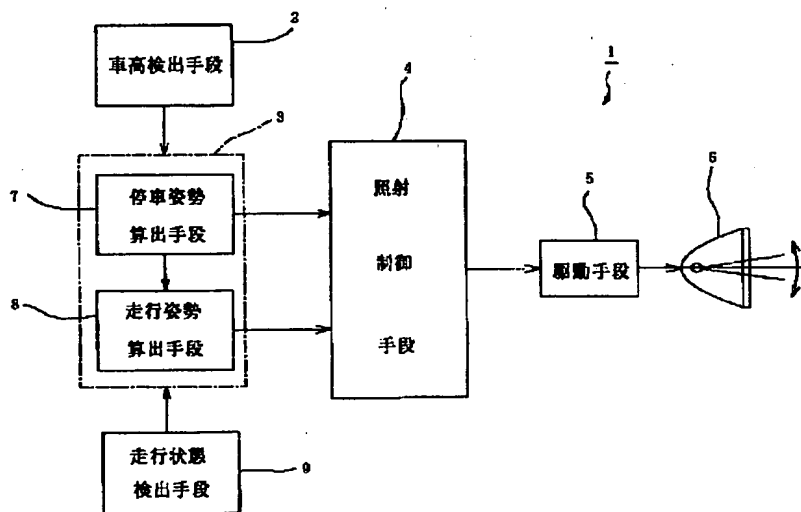 2
車高検出手段
1
3
4
7
停車姿勢
算出手段
照射
制御
手段
5
駆動手段
6
8
走行姿勢
算出手段
走行状態
検出手段
9